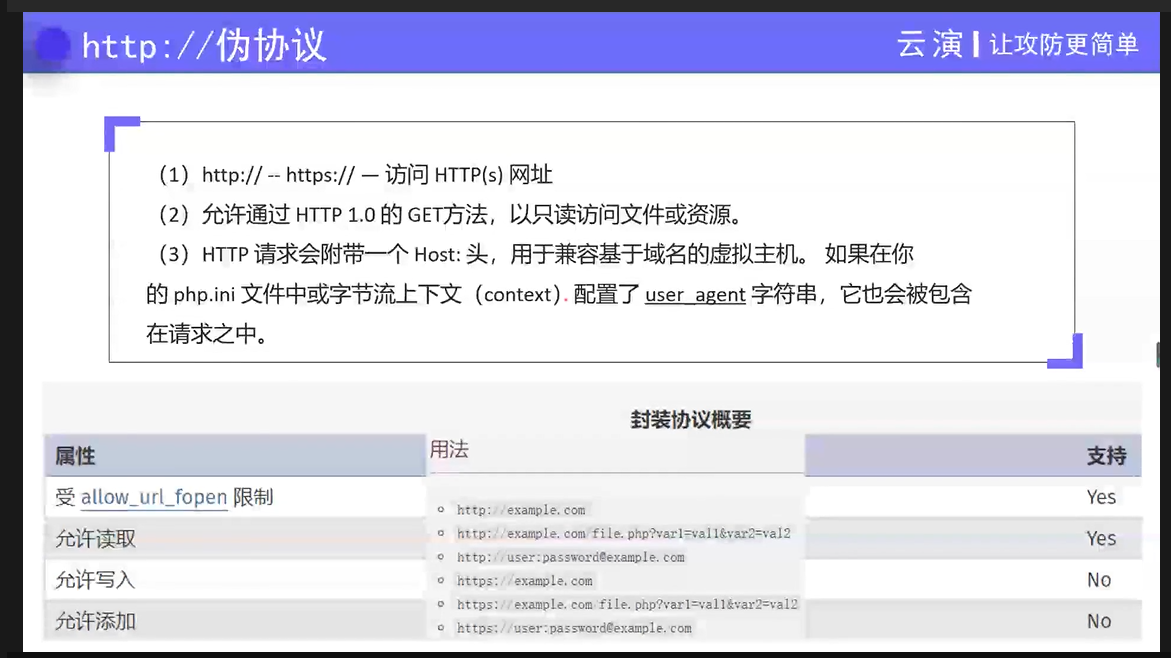 http://伪协议
云演 | 让攻防更简单
(1)http:// -- https:// — 访问 HTTP(s) 网址
(2)允许通过 HTTP 1.0 的 GET方法，以只读访问文件或资源。
(3)HTTP 请求会附带一个 Host: 头，用于兼容基于域名的虚拟主机。 如果在你
的 php.ini 文件中或字节流上下文（context）. 配置了 user_agent 字符串，它也会被包含
在请求之中。
封装协议概要
属性
用法
支持
受 allow_url_fopen 限制
Yes
允许读取
Yes
允许写入
No
允许添加
No
http://example.com
http://example.com/file.php?var1=val1&var2=val2
http://user:password@example.com
https://example.com
https://example.com/file.php?var1=val1&var2=val2
https://user:password@example.com